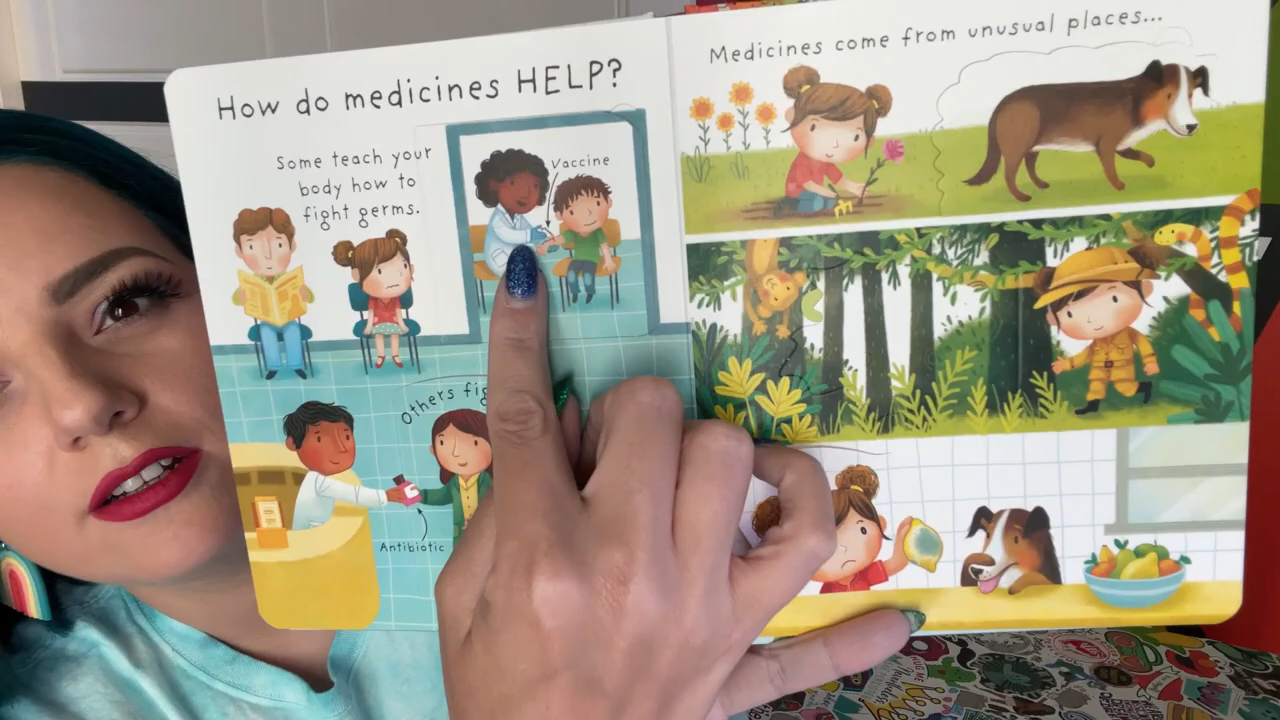 How do medicines HELP?
Some teach your
body how to
fight germs.
Vaccine
Others
Antibiotic
Medicines come from unusual places...